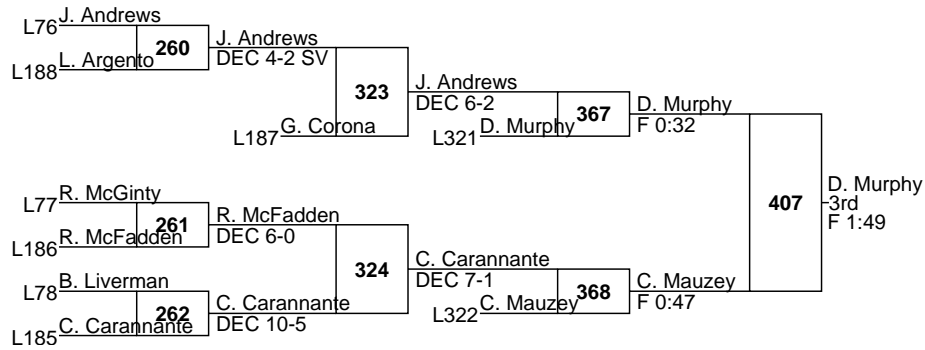 L76 J. Andrews
260
J. Andrews
DEC 4-2 SV
L188 L. Argento
323
J. Andrews
DEC 6-2
L187 G. Corona
367
D. Murphy
F 0:32
L321 D. Murphy
L77 R. McGinty
261
R. McFadden
DEC 6-0
L186 R. McFadden
324
C. Carannante
DEC 7-1
L78 B. Liverman
262
C. Carannante
DEC 10-5
L185 C. Carannante
368
C. Mauzey
F 0:47
L322 C. Mauzey
407
D. Murphy
3rd
F 1:49